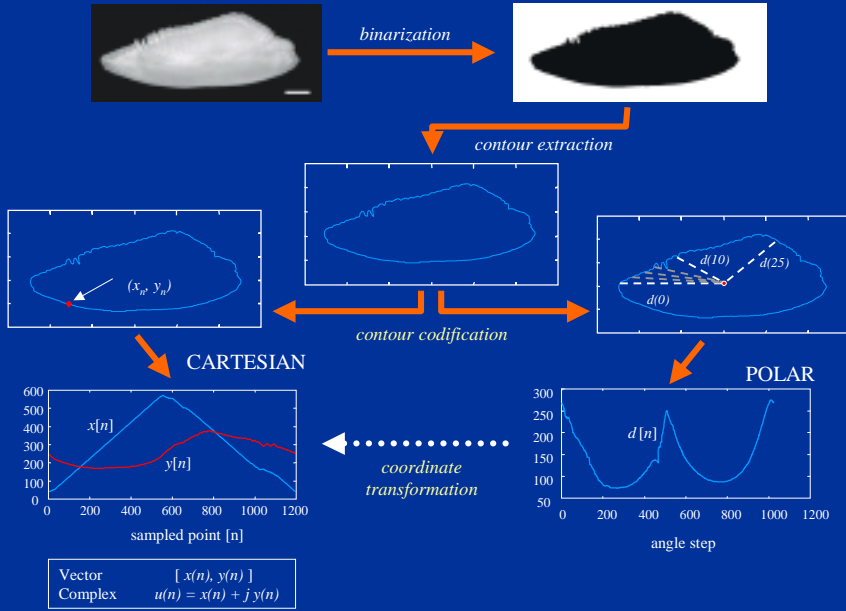 binarization
contour extraction
(xn, yn)
d(10)
d(25)
d(0)
contour codification
CARTESIAN
POLAR
600
500
400
300
200
100
0
x[n]
y[n]
0 200 400 600 800 1000 1200
sampled point [n]
coordinate
transformation
300
250
200
150
100
50
d [n]
0 200 400 600 800 1000 1200
angle step
Vector [ x(n), y(n) ]
Complex u(n) = x(n) + j y(n)